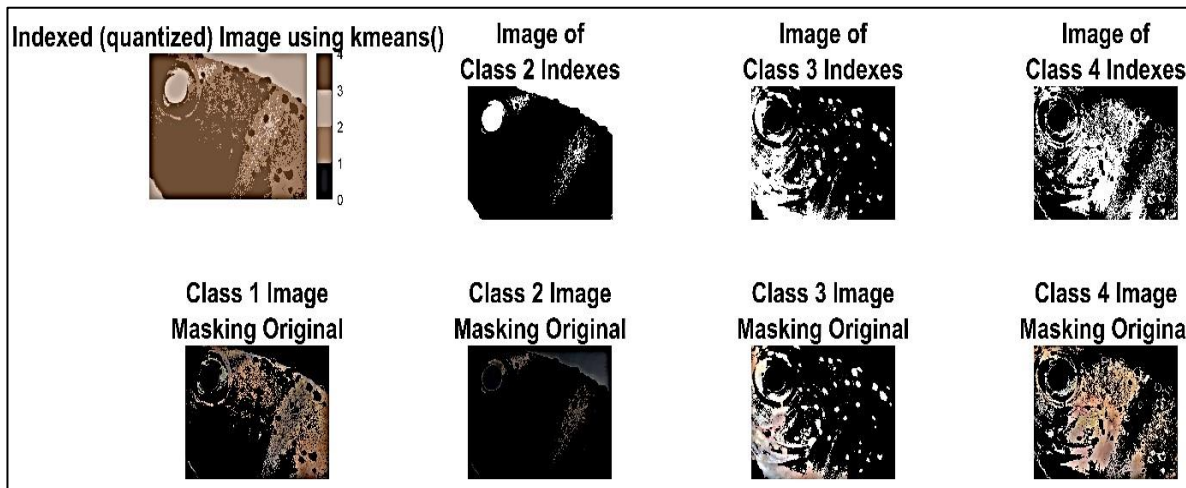 Indexed (quantized) Image using kmeans()
4
3
2
1
0
Image of
Class 2 Indexes
Image of
Class 3 Indexes
Image of
Class 4 Indexes
Class 1 Image
Masking Original
Class 2 Image
Masking Original
Class 3 Image
Masking Original
Class 4 Image
Masking Origina